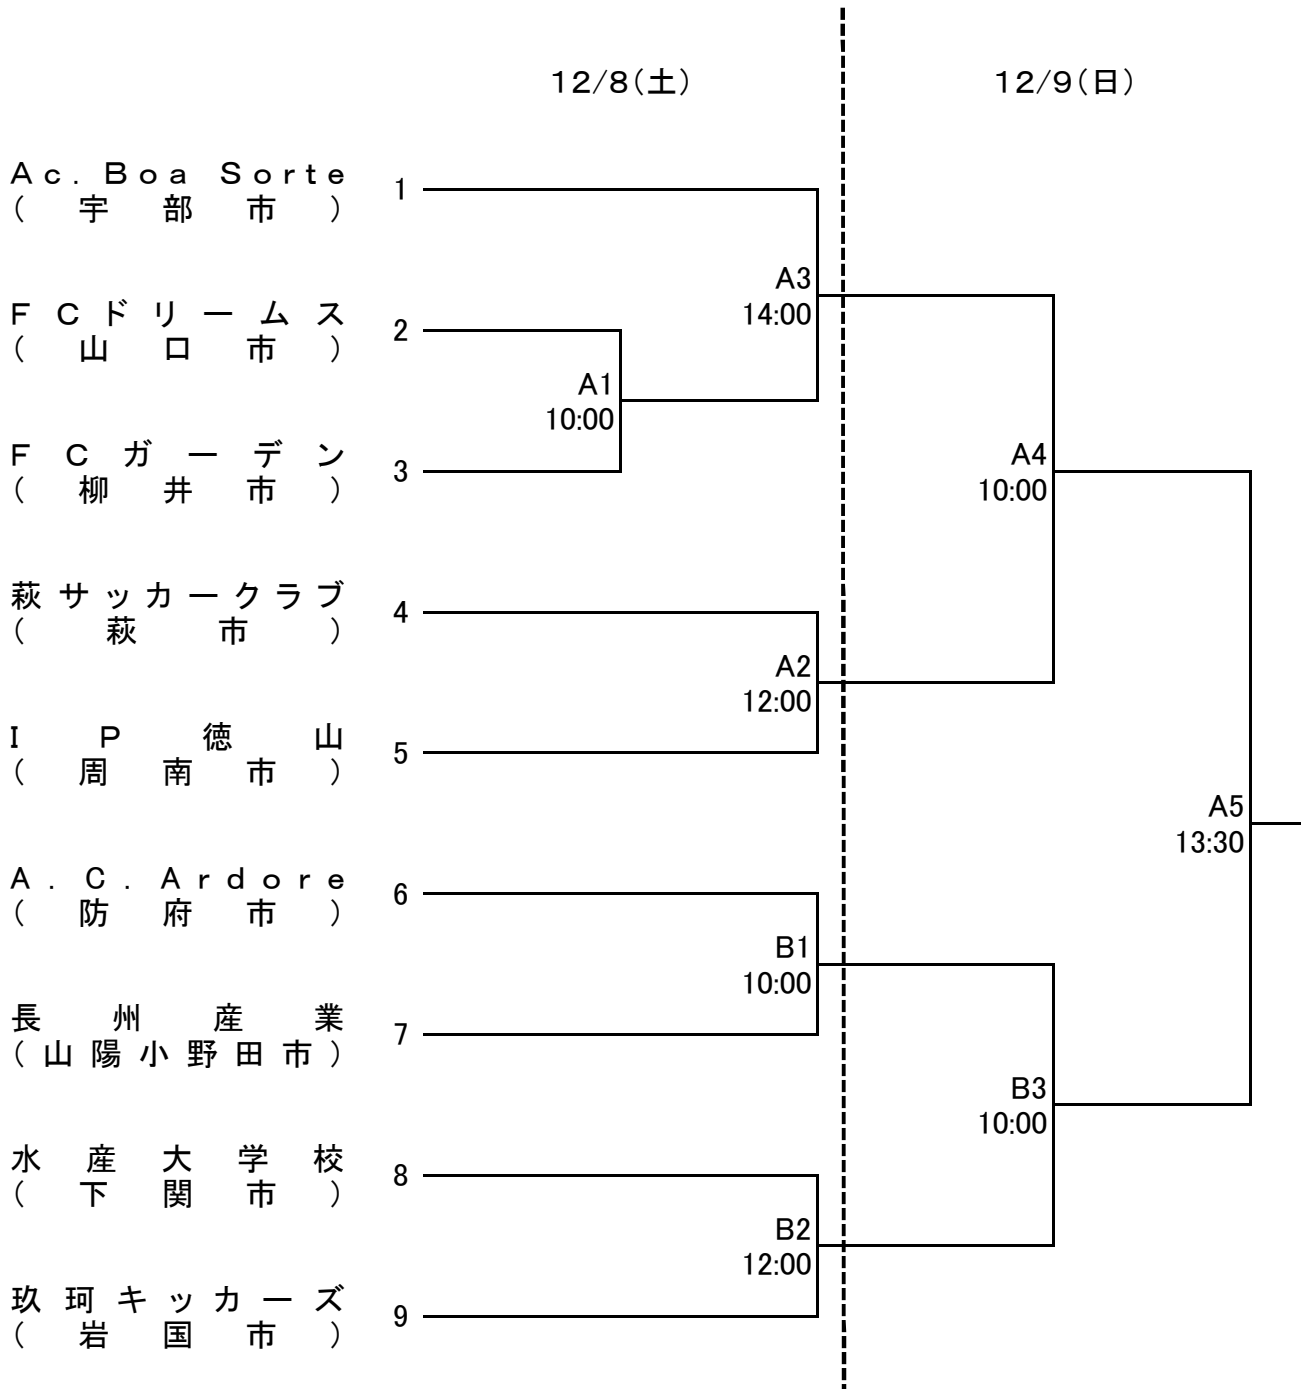 12/8(土)
12/9(日)
Ac.Boa Sorte
(宇部市)
1
A3
14:00
FCドリームス
(山口市)
2
A1
10:00
FCガーデン
(柳井市)
3
A4
10:00
萩サッカークラブ
(萩市)
4
A2
12:00
IP徳山
(周南市)
5
A5
13:30
A.C.Ardore
(防府市)
6
B1
10:00
長州産業
(山陽小野田市)
7
B3
10:00
水産大学校
(下関市)
8
B2
12:00
玖珂キッカーズ
(岩国市)
9